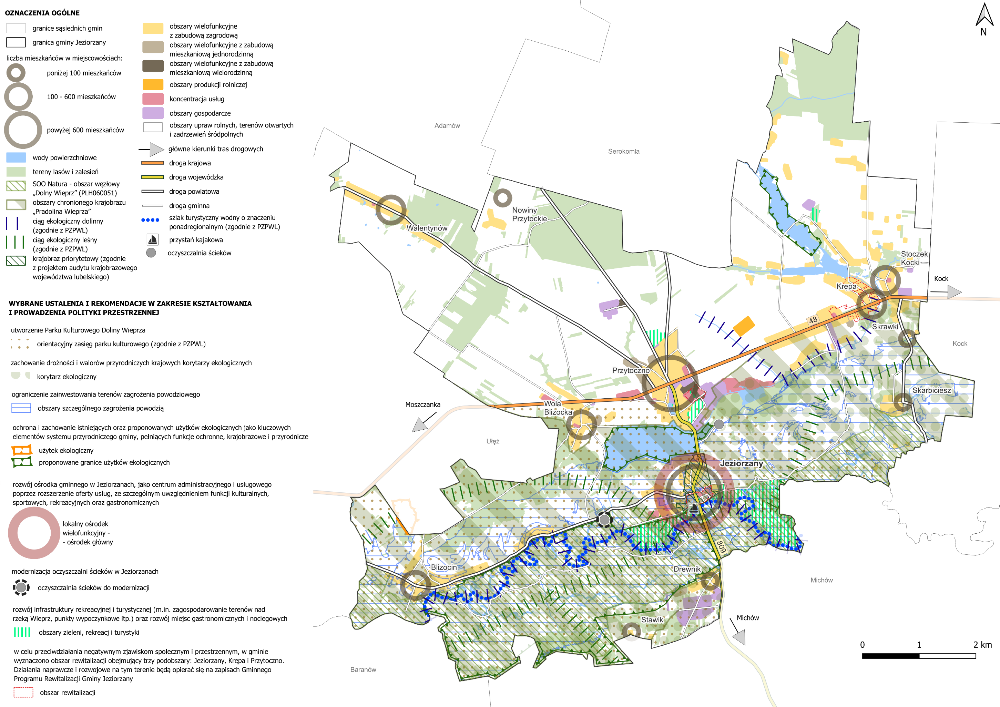 OZNACZENIA OGÓLNE
granice sąsiednich gmin
granica gminy Jeziorzany
liczba mieszkańców w miejscowościach:
poniżej 100 mieszkańców
100 - 600 mieszkańców
powyżej 600 mieszkańców
wody powierzchniowe
tereny lasów i zalesień
SOO Natura - obszar węzłowy
„Dolny Wieprz” (PLH060051)
obszary chronionego krajobrazu
„Pradolina Wieprza”
ciąg ekologiczny dolinny
(zgodnie z PZPWL)
ciąg ekologiczny leśny
(zgodnie z PZPWL)
krajobraz priorytetowy (zgodnie
z projektem audytu krajobrazowego
województwa lubelskiego)
obszary wielofunkcyjne
z zabudową zagrodową
obszary wielofunkcyjne z zabudową
mieszkaniową jednorodzinną
obszary wielofunkcyjne z zabudową
mieszkaniową wielorodzinną
obszary produkcji rolniczej
koncentracja usług
obszary gospodarcze
obszary upraw rolnych, terenów otwartych
i zadrzewień śródpolnych
główne kierunki tras drogowych
droga krajowa
droga wojewódzka
droga powiatowa
droga gminna
szlak turystyczny wodny o znaczeniu
ponadregionalnym (zgodnie z PZPWL)
przystań kajakowa
oczyszczalnia ścieków
WYBRANE USTALENIA I REKOMENDACJE W ZAKRESIE KSZTAŁTOWANIA
I PROWADZENIA POLITYKI PRZESTRZENNEJ
utworzenie Parku Kulturowego Doliny Wieprza
orientacyjny zasięg parku kulturowego (zgodnie z PZPWL)
zachowanie drożności i walorów przyrodniczych krajowych korytarzy ekologicznych
korytarz ekologiczny
ograniczenie zainwestowania terenów zagrożenia powodziowego
obszary szczególnego zagrożenia powodzią
ochrona i zachowanie istniejących oraz proponowanych użytków ekologicznych jako kluczowych
elementów systemu przyrodniczego gminy, pełniących funkcje ochronne, krajobrazowe i przyrodnicze
użytek ekologiczny
proponowane granice użytków ekologicznych
rozwój ośrodka gminnego w Jeziorzanach, jako centrum administracyjnego i usługowego
poprzez rozszerzenie oferty usług, ze szczególnym uwzględnieniem funkcji kulturalnych,
sportowych, rekreacyjnych oraz gastronomicznych
lokalny ośrodek
wielofunkcyjny -
- ośrodek główny
modernizacja oczyszczalni ścieków w Jeziorzanach
oczyszczalnia ścieków do modernizacji
rozwój infrastruktury rekreacyjnej i turystycznej (m.in. zagospodarowanie terenów nad
rzeką Wieprz, punkty wypoczynkowe itp.) oraz rozwój miejsc gastronomicznych i noclegowych
obszary zieleni, rekreacj i turystyki
w celu przeciwdziałania negatywnym zjawiskom społecznym i przestrzennym, w gminie
wyznaczono obszar rewitalizacji obejmujący trzy podobszary: Jeziorzany, Krępa i Przytoczno.
Działania naprawcze i rozwojowe na tym terenie będą opierać się na zapisach Gminnego
Programu Rewitalizacji Gminy Jeziorzany
obszar rewitalizacji
N
Adamów
Serokomla
Nowiny
Przytockie
Walentynów
Stoczek
Kocki
Kock
Krępa
48
Skrawki
Kock
Przytoczno
Skarbiciesz
Wola
Blizocka
Moszczanka
Ułęż
Jeziorzany
809
Blizocin
Drewnik
Michów
Stawik
Michów
Baranów
0 1 2 km